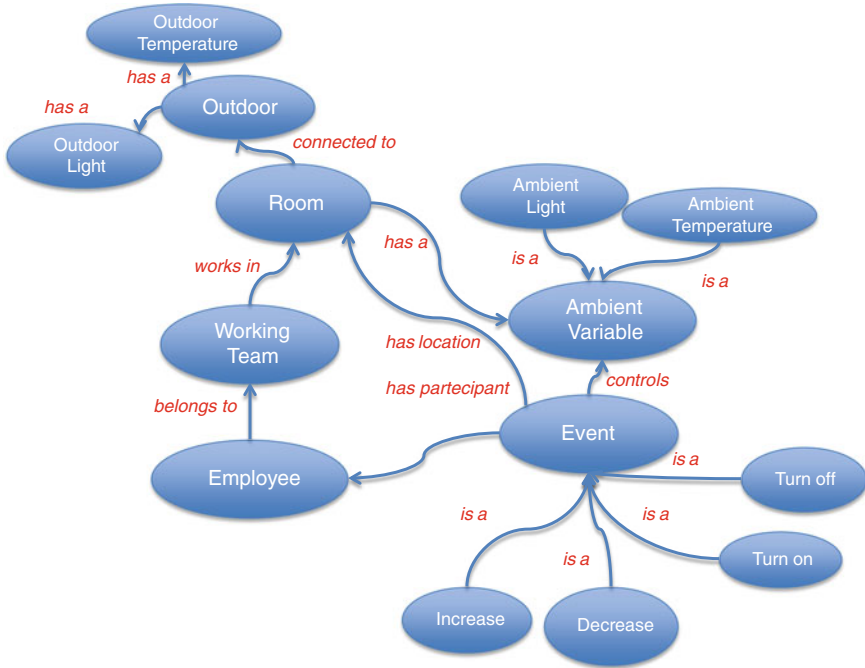 Outdoor
Temperature
has a
has a
Outdoor
Outdoor
Light
connected to
Room
Ambient
Light
Ambient
Temperature
has a
works in
is a
is a
Ambient
Variable
Working
Team
has location
has partecipant
controls
belongs to
Event
Employee
is a
Turn off
is a
is a
is a
Turn on
Increase
Decrease